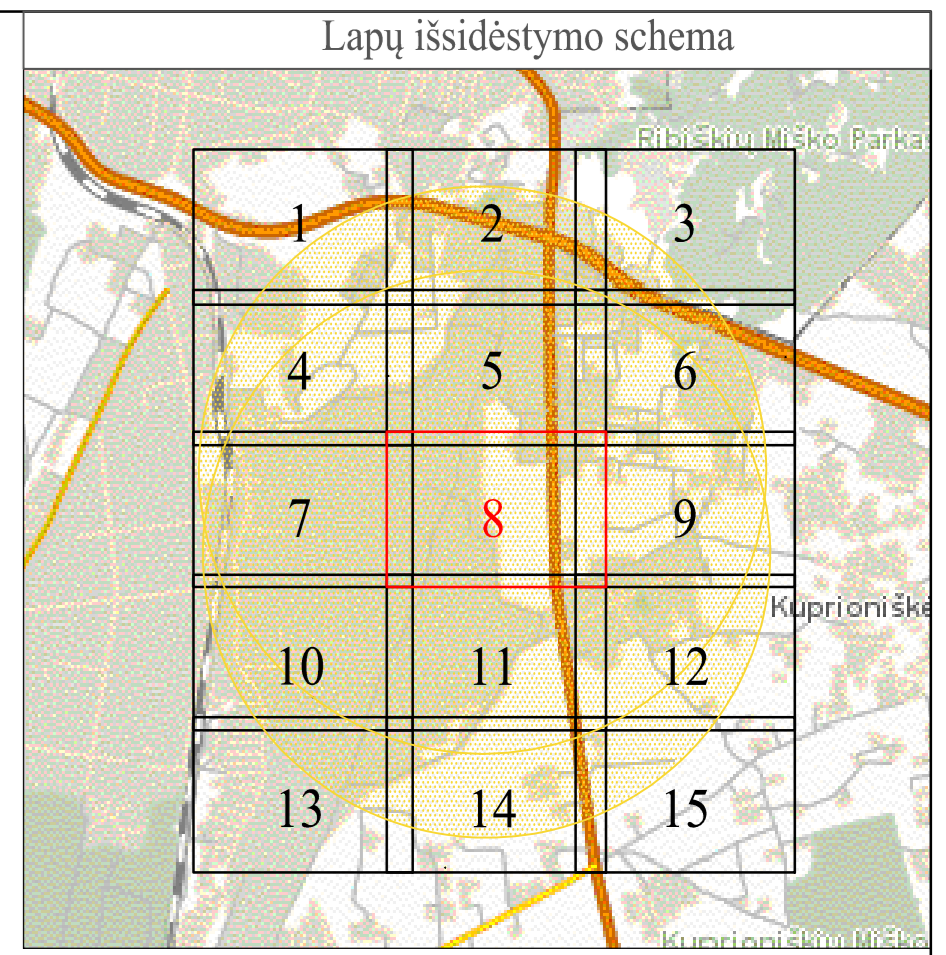 Lapų išsidėstymo schema
Ribiškių Miško Parkas
1 2 3
4 5 6
7 8 9
Kuprioniškė
10 11 12
13 14 15
Kuprioniškių Miško